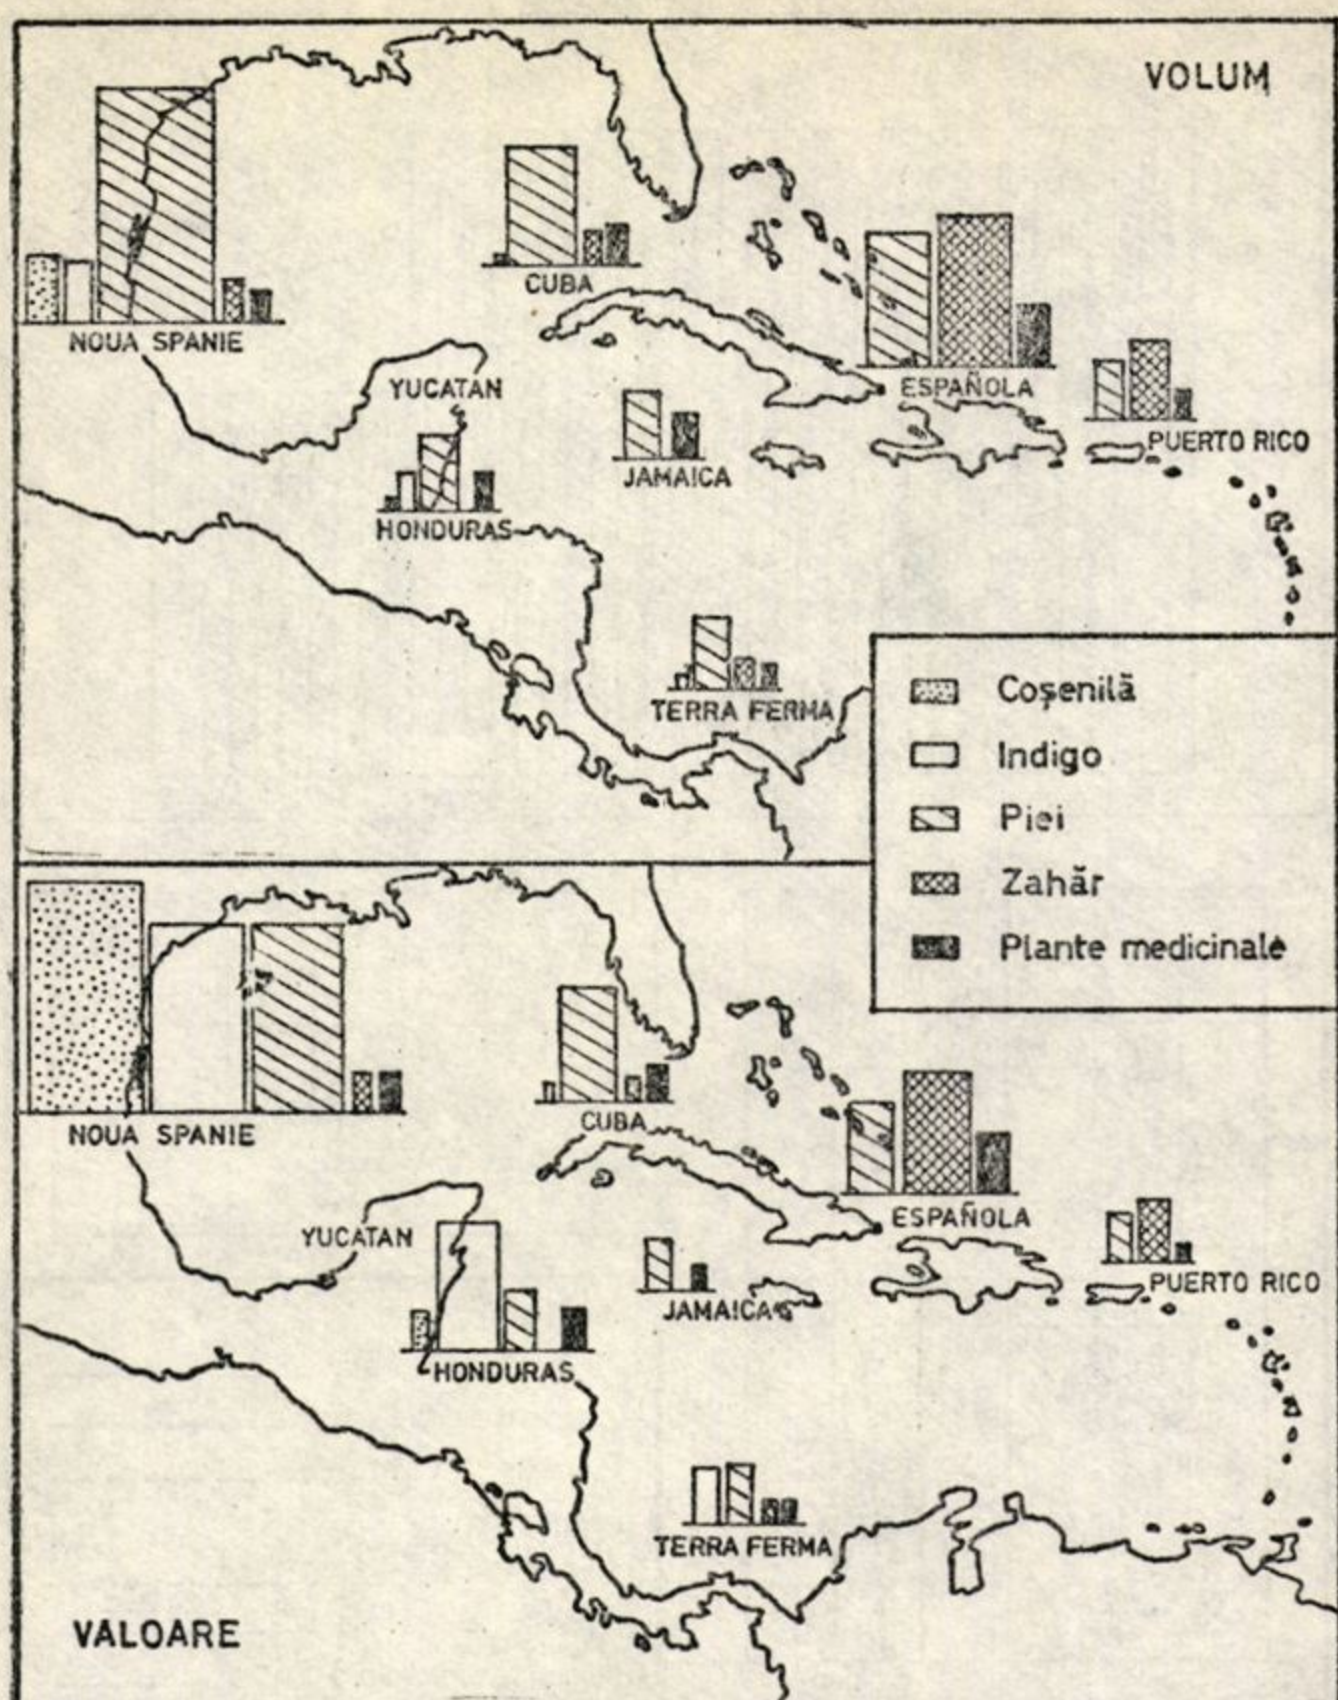 VOLUM
NOUA SPANIE
CUBA
YUCATAN
ESPAÑOLA
PUERTO RICO
JAMAICA
HONDURAS
TERRA FERMA
Coşenilă
Indigo
Piei
Zahăr
Plante medicinale
NOUA SPANIE
CUBA
YUCATAN
ESPAÑOLA
PUERTO RICO
JAMAICA
HONDURAS
TERRA FERMA
VALOARE